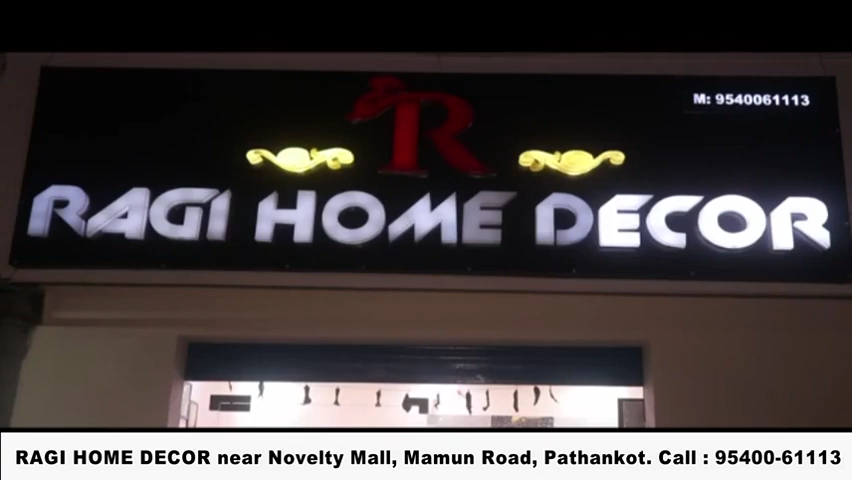 R
M: 9540061113
RAGI HOME DECOR
RAGI HOME DECOR near Novelty Mall, Mamun Road, Pathankot. Call : 95400-61113